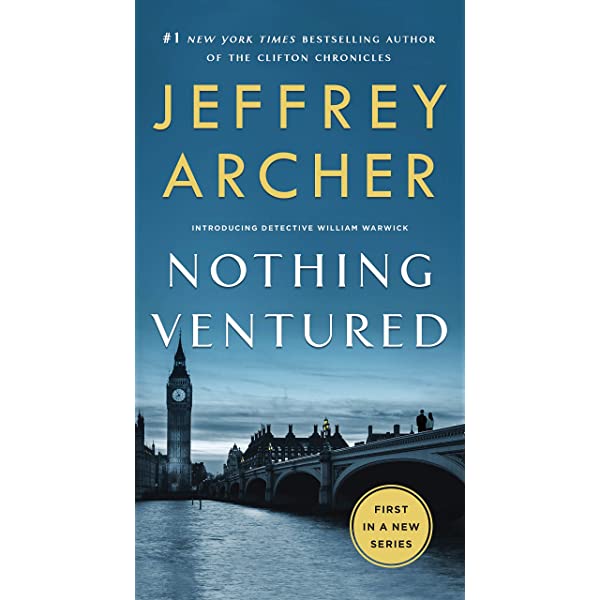 #1 NEW YORK TIMES BESTSELLING AUTHOR
OF THE CLIFTON CHRONICLES
JEFFREY
ARCHER
INTRODUCING DETECTIVE WILLIAM WARWICK
NOTHING
VENTURED
FIRST
IN A NEW
SERIES